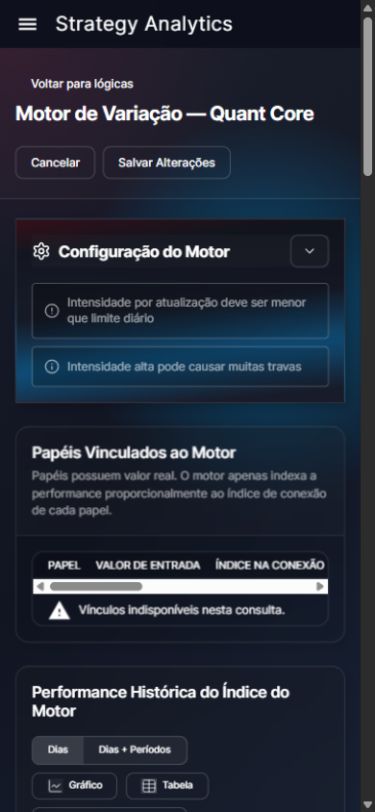 Strategy Analytics
Voltar para lógicas
Motor de Variação — Quant Core
Cancelar Salvar Alterações
Configuração do Motor
Intensidade por atualização deve ser menor
que limite diário
Intensidade alta pode causar muitas travas
Papéis Vinculados ao Motor
Papéis possuem valor real. O motor apenas indexa a
performance proporcionalmente ao índice de conexão
de cada papel.
PAPEL VALOR DE ENTRADA ÍNDICE NA CONEXÃO
Vínculos indisponíveis nesta consulta.
Performance Histórica do Índice do
Motor
Dias Dias + Períodos
Gráfico Tabela